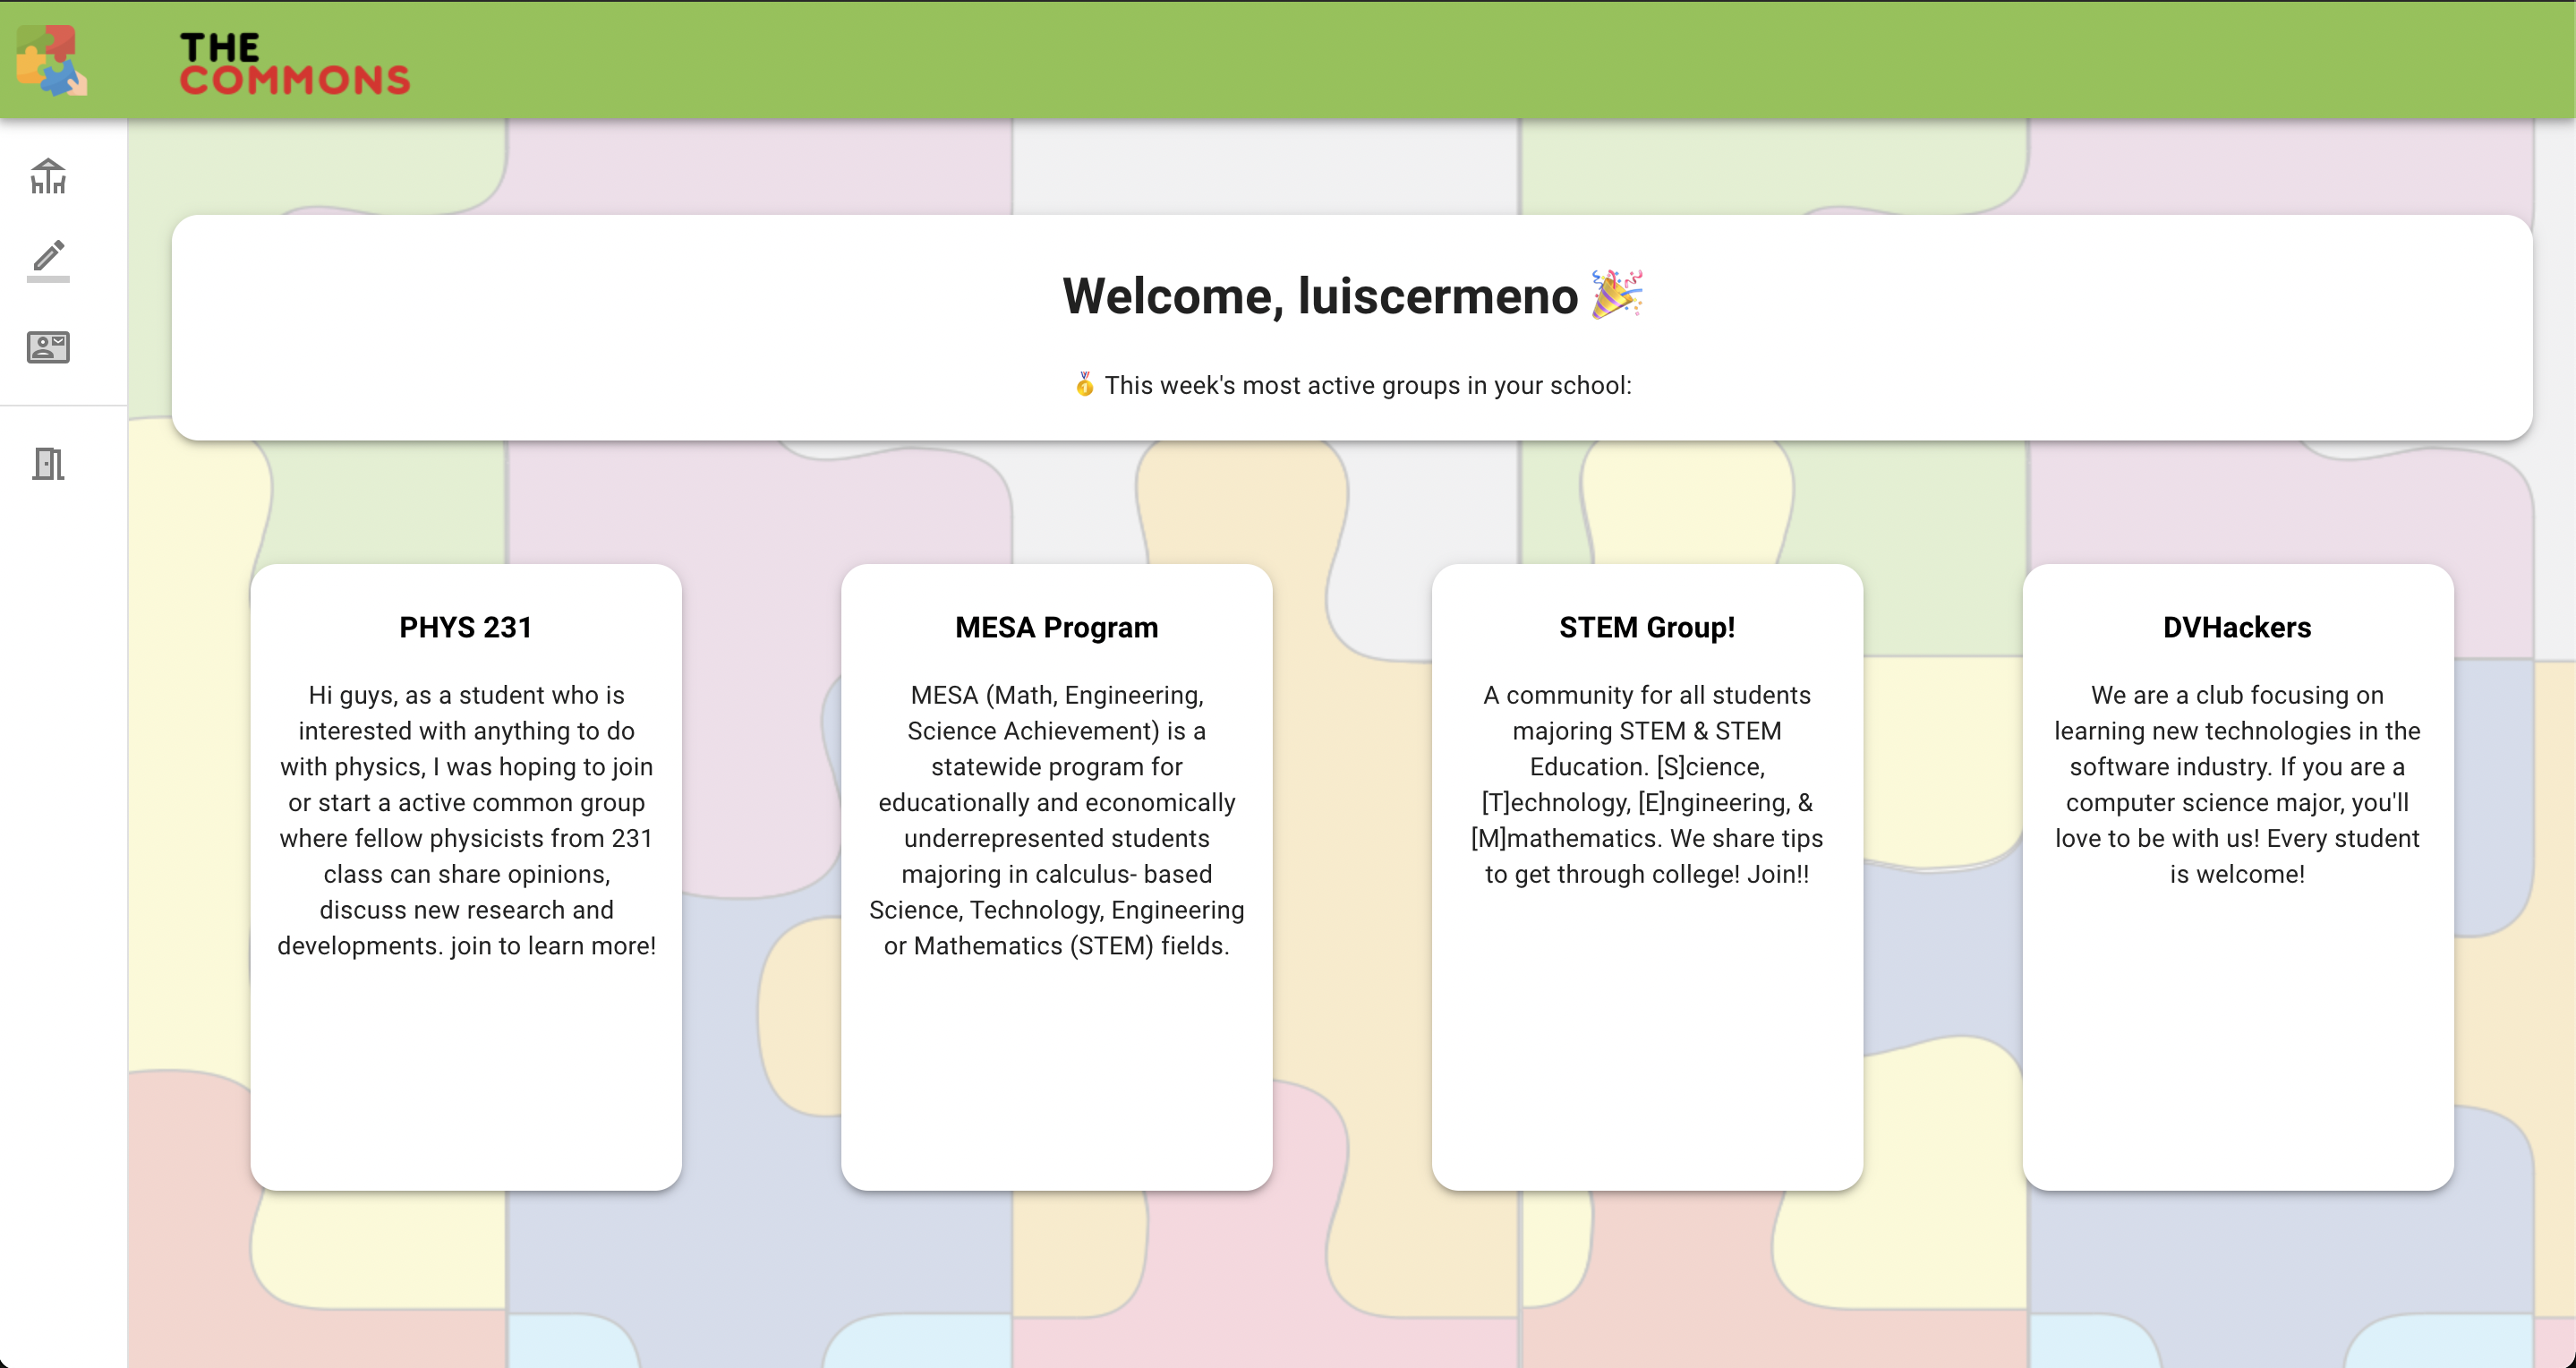 THE
COMMONS
Welcome, luiscermeno 🎉
🥇 This week's most active groups in your school:
PHYS 231
Hi guys, as a student who is
interested with anything to do
with physics, I was hoping to join
or start a active common group
where fellow physicists from 231
class can share opinions,
discuss new research and
developments. join to learn more!
MESA Program
MESA (Math, Engineering,
Science Achievement) is a
statewide program for
educationally and economically
underrepresented students
majoring in calculus- based
Science, Technology, Engineering
or Mathematics (STEM) fields.
STEM Group!
A community for all students
majoring STEM & STEM
Education. [S]cience,
[T]echnology, [E]ngineering, &
[M]mathematics. We share tips
to get through college! Join!!
DVHackers
We are a club focusing on
learning new technologies in the
software industry. If you are a
computer science major, you'll
love to be with us! Every student
is welcome!